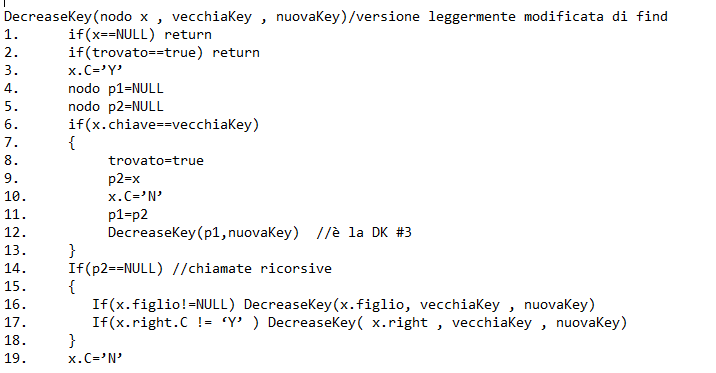 DecreaseKey(nodo x , vecchiaKey , nuovaKey)/versione leggermente modificata di find
1. if(x==NULL) return
2. if(trovato==true) return
3. x.C=’Y’
4. nodo p1=NULL
5. nodo p2=NULL
6. if(x.chiave==vecchiaKey)
7. {
8. trovato=true
9. p2=x
10. x.C=’N’
11. p1=p2
12. DecreaseKey(p1,nuovaKey) //è la DK #3
13. }
14. If(p2==NULL) //chiamate ricorsive
15. {
16. If(x.figlio!=NULL) DecreaseKey(x.figlio, vecchiaKey , nuovaKey)
17. If(x.right.C != ‘Y’ ) DecreaseKey( x.right , vecchiaKey , nuovaKey)
18. }
19. x.C=’N’